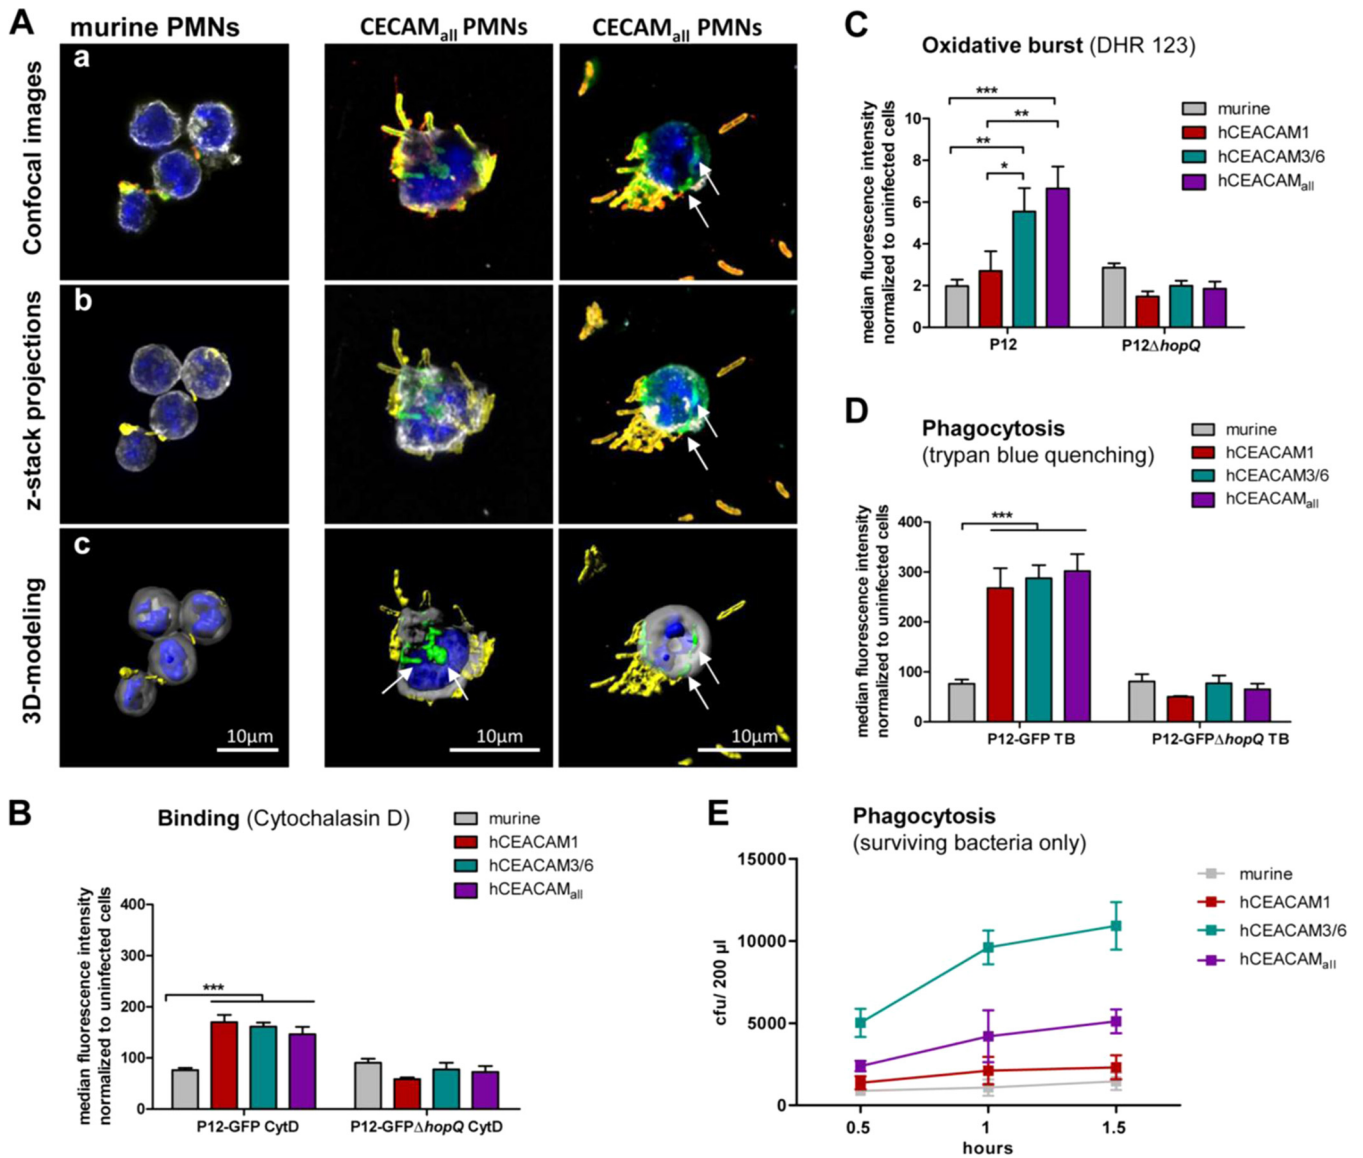 A
murine PMNs
CECAMall PMNs
CECAMall PMNs
Confocal images
a
z-stack projections
b
3D-modeling
c
10µm
10µm
10µm
B
Binding (Cytochalasin D)
murine
hCEACAM1
hCEACAM3/6
hCEACAMall
median fluorescence intensity
normalized to uninfected cells
400
300
200
100
0
***
P12-GFP CytD
P12-GFPΔhopQ CytD
C
Oxidative burst (DHR 123)
murine
hCEACAM1
hCEACAM3/6
hCEACAMall
median fluorescence intensity
normalized to uninfected cells
10
8
6
4
2
0
***
**
**
*
P12
P12ΔhopQ
D
Phagocytosis
(trypan blue quenching)
murine
hCEACAM1
hCEACAM3/6
hCEACAMall
median fluorescence intensity
normalized to uninfected cells
400
300
200
100
0
***
P12-GFP TB
P12-GFPΔhopQ TB
E
Phagocytosis
(surviving bacteria only)
murine
hCEACAM1
hCEACAM3/6
hCEACAMall
cfu/ 200 µl
15000
10000
5000
0
0.5
1
1.5
hours